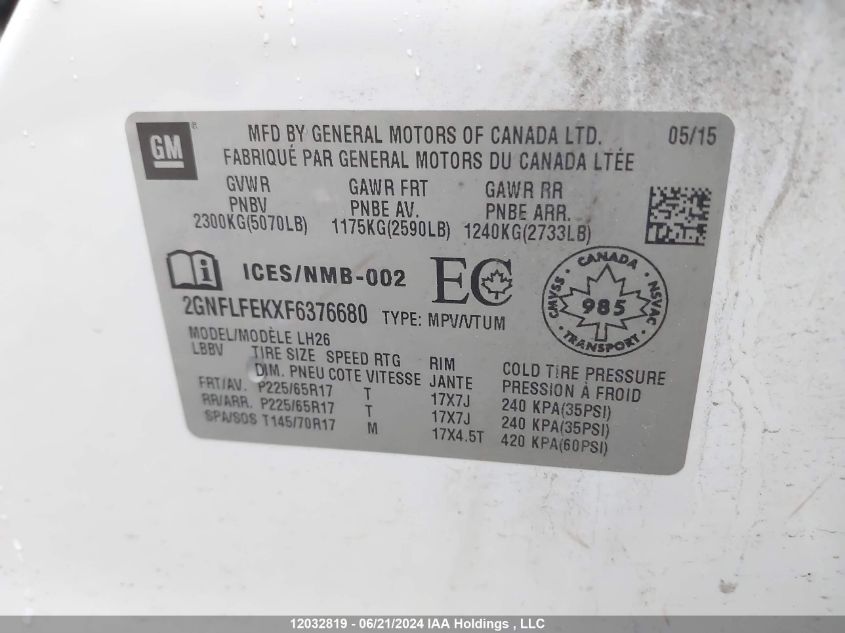 GM
MFD BY GENERAL MOTORS OF CANADA LTD. 05/15
FABRIQUÉ PAR GENERAL MOTORS DU CANADA LTÉE
GVWR GAWR FRT GAWR RR
PNBV PNBE AV. PNBE ARR.
2300KG(5070LB) 1175KG(2590LB) 1240KG(2733LB)
ICES/NMB-002 EC
CANADA
CMVSS 985 NSVAC
TRANSPORT
2GNFLFEKXF6376680 TYPE: MPV/VTUM
MODEL/MODÈLE LH26
LBBV TIRE SIZE SPEED RTG RIM COLD TIRE PRESSURE
DIM. PNEU COTE VITESSE JANTE PRESSION À FROID
FRT/AV. P225/65R17 T 17X7J 240 KPA(35PSI)
RR/ARR. P225/65R17 T 17X7J 240 KPA(35PSI)
SPA/SOS T145/70R17 M 17X4.5T 420 KPA(60PSI)
12032819 - 06/21/2024 IAA Holdings , LLC